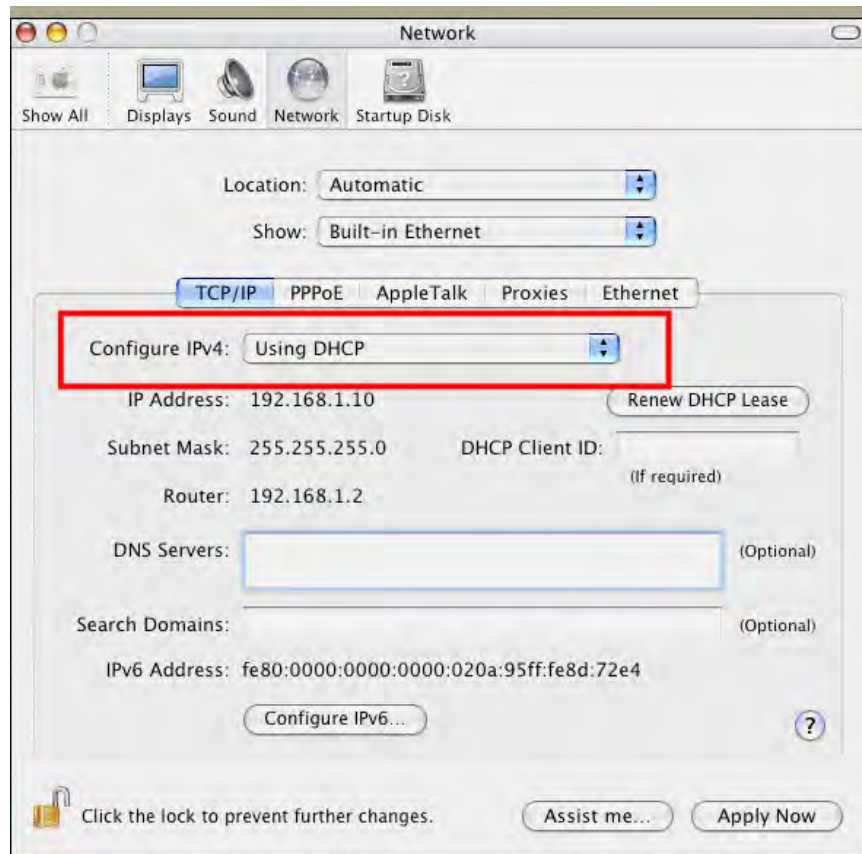 Network
Show All Displays Sound Network Startup Disk
Location: Automatic
Show: Built-in Ethernet
TCP/IP PPPoE AppleTalk Proxies Ethernet
Configure IPv4: Using DHCP
IP Address: 192.168.1.10 Renew DHCP Lease
Subnet Mask: 255.255.255.0 DHCP Client ID:
(If required)
Router: 192.168.1.2
DNS Servers: (Optional)
Search Domains: (Optional)
IPv6 Address: fe80:0000:0000:0000:020a:95ff:fe8d:72e4
Configure IPv6... ?
Click the lock to prevent further changes. Assist me... Apply Now